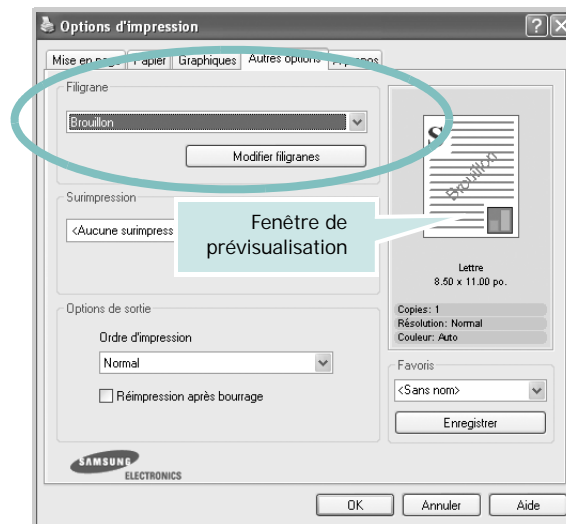 Options d'impression
Mise en page Papier Graphiques Autres options A propos
Filigrane
Brouillon
Modifier filigranes
Surimpression
<Aucune surimpress
Fenêtre de
prévisualisation
S
Brouillon
Lettre
8.50 x 11.00 po.
Options de sortie
Ordre d'impression
Normal
Réimpression après bourrage
Copies: 1
Résolution: Normal
Couleur: Auto
Favoris
<Sans nom>
Enregistrer
SAMSUNG
ELECTRONICS
OK Annuler Aide